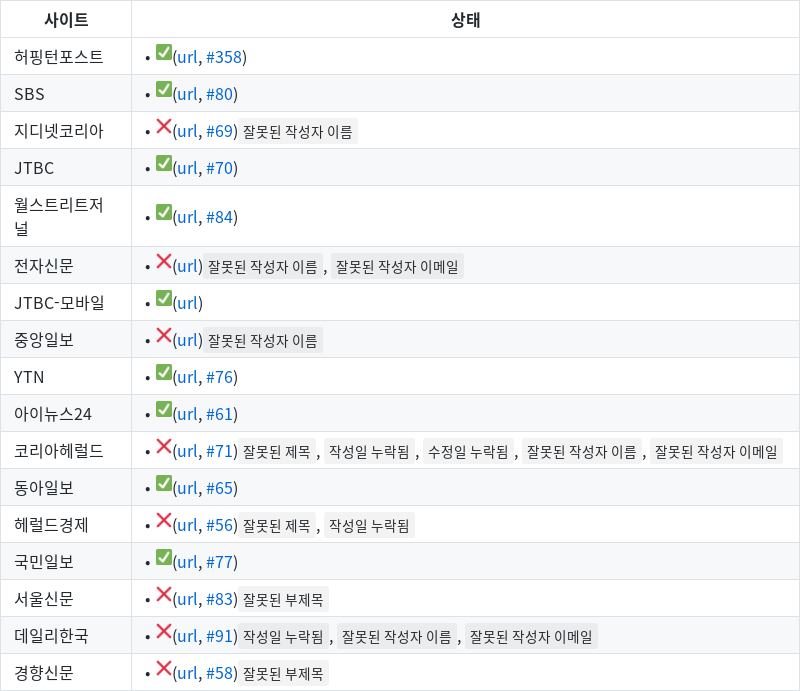 사이트 상태
허핑턴포스트 • ✅(url, #358)
SBS • ✅(url, #80)
지디넷코리아 • ❌(url, #69) 잘못된 작성자 이름
JTBC • ✅(url, #70)
월스트리트저
널 • ✅(url, #84)
전자신문 • ❌(url) 잘못된 작성자 이름 , 잘못된 작성자 이메일
JTBC-모바일 • ✅(url)
중앙일보 • ❌(url) 잘못된 작성자 이름
YTN • ✅(url, #76)
아이뉴스24 • ✅(url, #61)
코리아헤럴드 • ❌(url, #71) 잘못된 제목 , 작성일 누락됨 , 수정일 누락됨 , 잘못된 작성자 이름 , 잘못된 작성자 이메일
동아일보 • ✅(url, #65)
헤럴드경제 • ❌(url, #56) 잘못된 제목 , 작성일 누락됨
국민일보 • ✅(url, #77)
서울신문 • ❌(url, #83) 잘못된 부제목
데일리한국 • ❌(url, #91) 작성일 누락됨 , 잘못된 작성자 이름 , 잘못된 작성자 이메일
경향신문 • ❌(url, #58) 잘못된 부제목